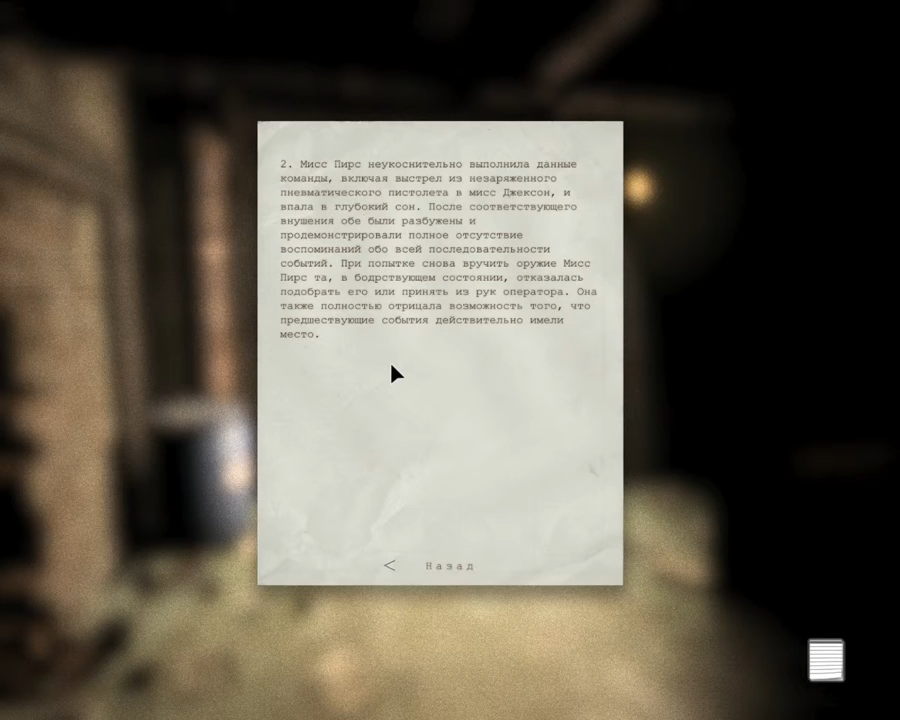 2. Мисс Пирс неукоснительно выполнила данные
команды, включая выстрел из незаряженного
пневматического пистолета в мисс Джексон, и
впала в глубокий сон. После соответствующего
внушения обе были разбужены и
продемонстрировали полное отсутствие
воспоминаний обо всей последовательности
событий. При попытке снова вручить оружие Мисс
Пирс та, в бодрствующем состоянии, отказалась
подобрать его или принять из рук оператора. Она
также полностью отрицала возможность того, что
предшествующие события действительно имели
место.
< Назад